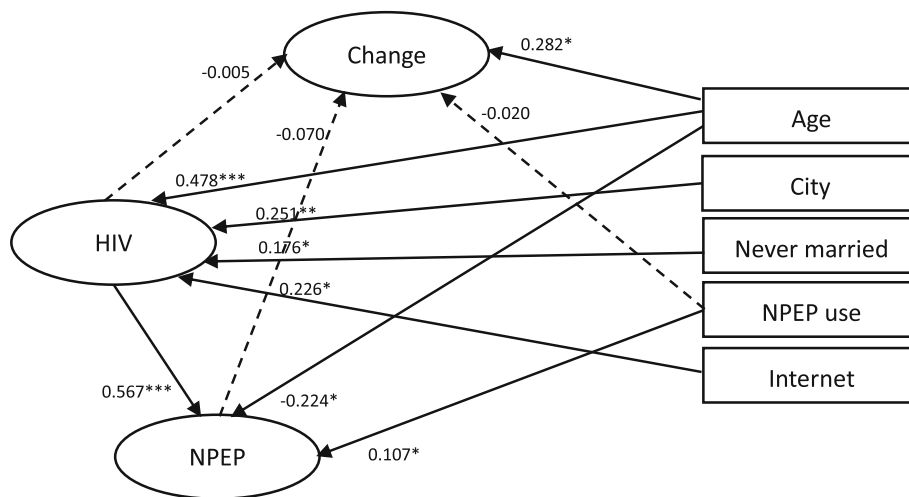 Change
0.282*
-0.005
-0.020
-0.070
Age
0.478***
City
0.251**
HIV
0.176*
Never married
0.226*
NPEP use
Internet
0.567***
-0.224*
NPEP
0.107*